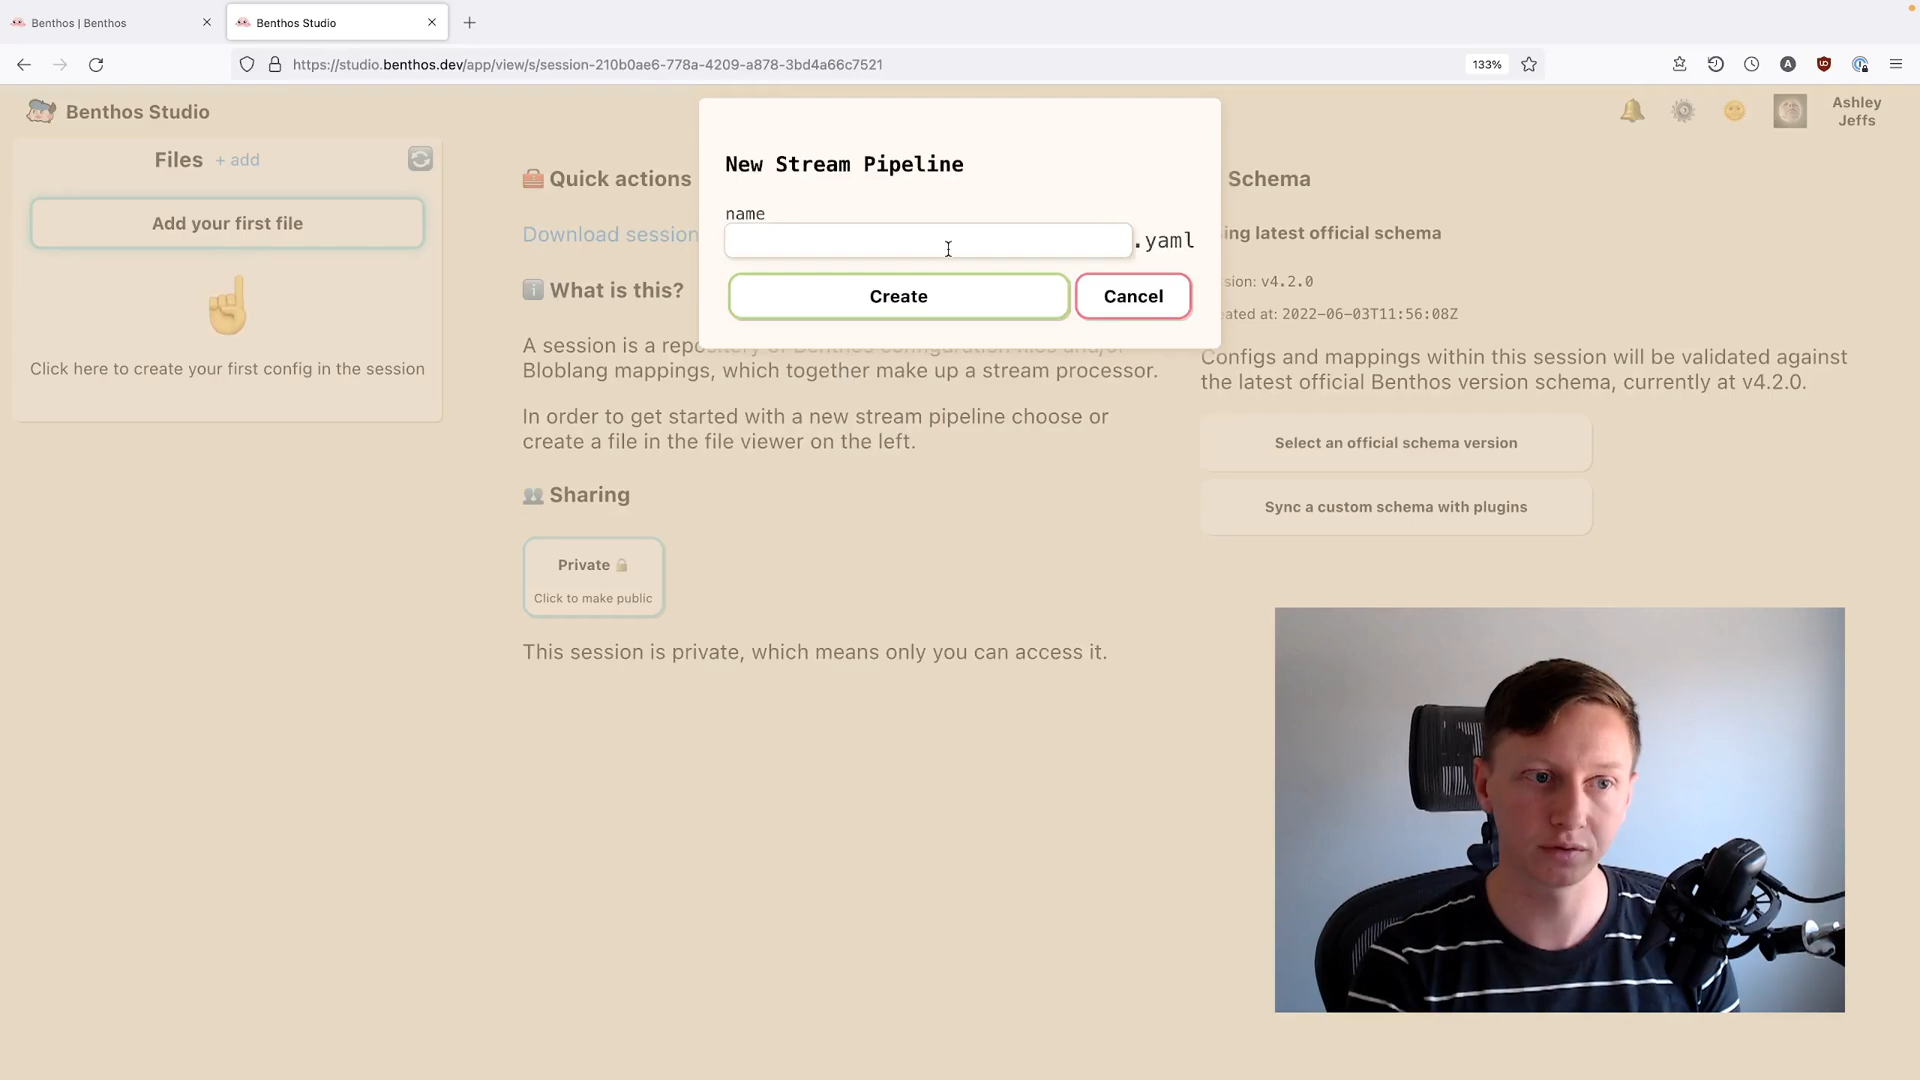 Benthos | Benthos
Benthos Studio
https://studio.benthos.dev/app/view/s/session-210b0ae6-778a-4209-a878-3bd4a66c7521
133%
Benthos Studio
Ashley
Jeffs
Files + add
Add your first file
Click here to create your first config in the session
New Stream Pipeline
name
.yaml
Create
Cancel
Quick actions
Download session
What is this?
A session is a repository of Benthos configuration files and/or
Bloblang mappings, which together make up a stream processor.
In order to get started with a new stream pipeline choose or
create a file in the file viewer on the left.
Sharing
Private
Click to make public
This session is private, which means only you can access it.
Schema
ing latest official schema
sion: v4.2.0
eated at: 2022-06-03T11:56:08Z
Configs and mappings within this session will be validated against
the latest official Benthos version schema, currently at v4.2.0.
Select an official schema version
Sync a custom schema with plugins